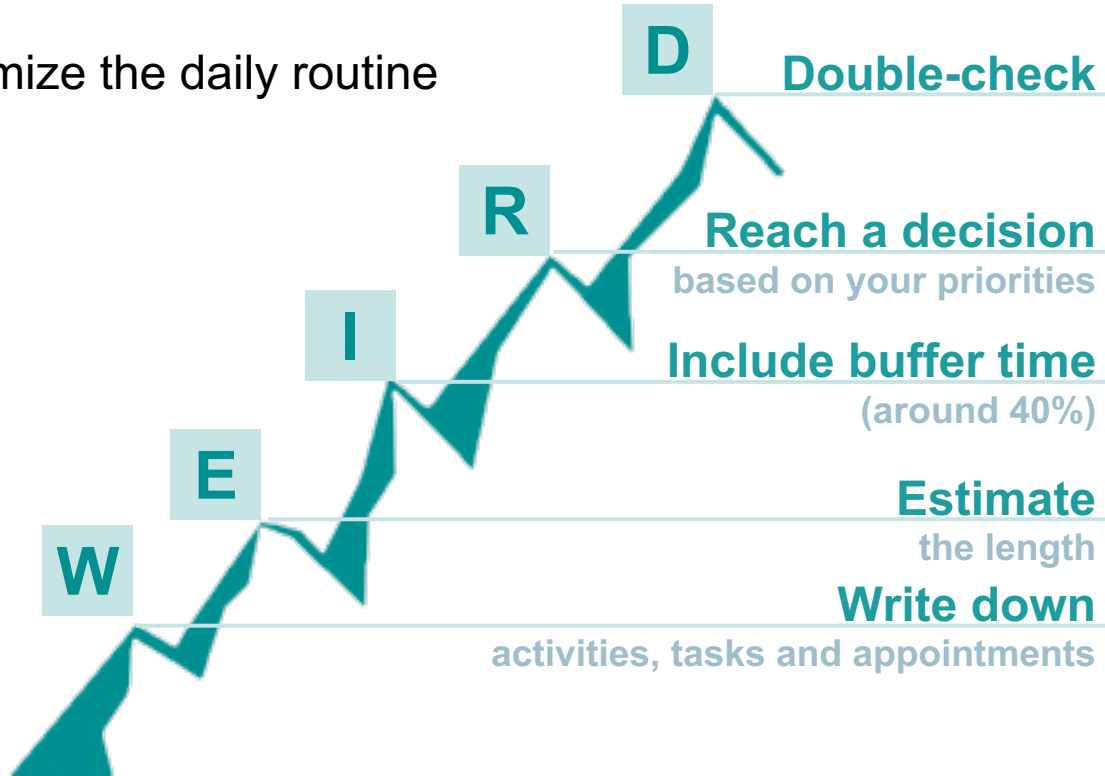 mize the daily routine
D
Double-check
R
Reach a decision
based on your priorities
I
Include buffer time
(around 40%)
E
Estimate
the length
W
Write down
activities, tasks and appointments